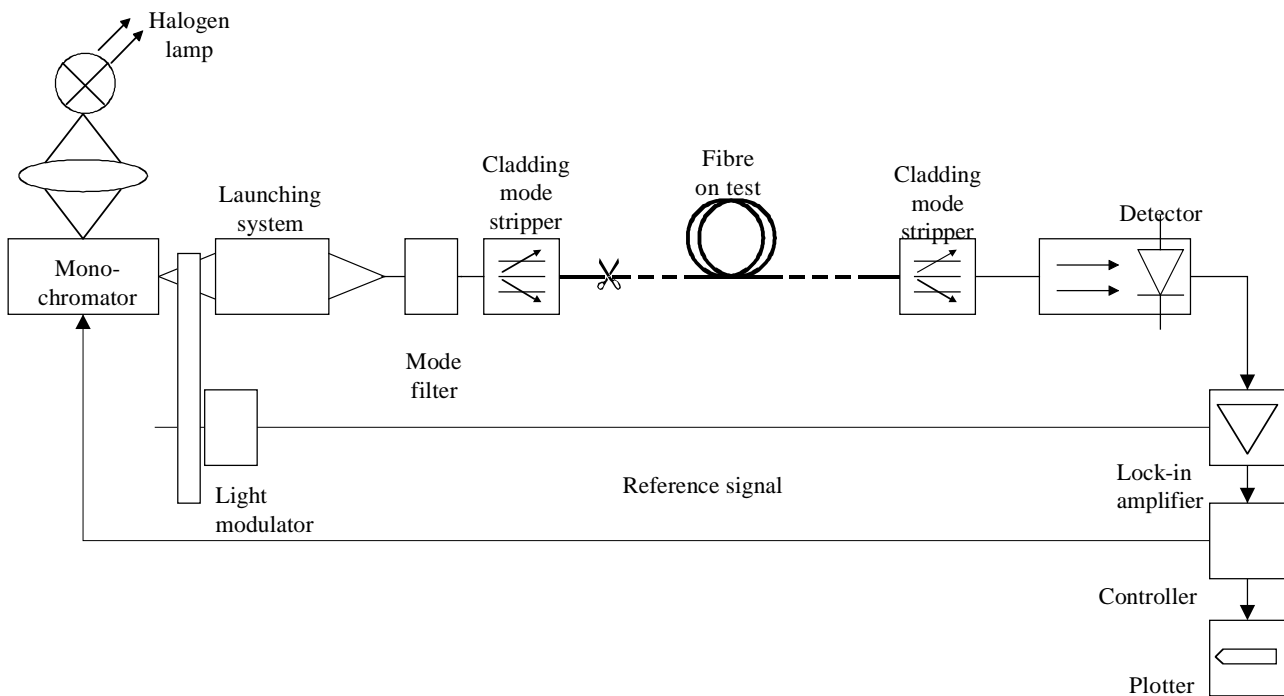 Halogen
lamp
Cladding
mode
stripper
Fibre
on test
Cladding
mode
stripper
Launching
system
Detector
Mono-
chromator
Mode
filter
Reference signal
Light
modulator
Lock-in
amplifier
Controller
Plotter